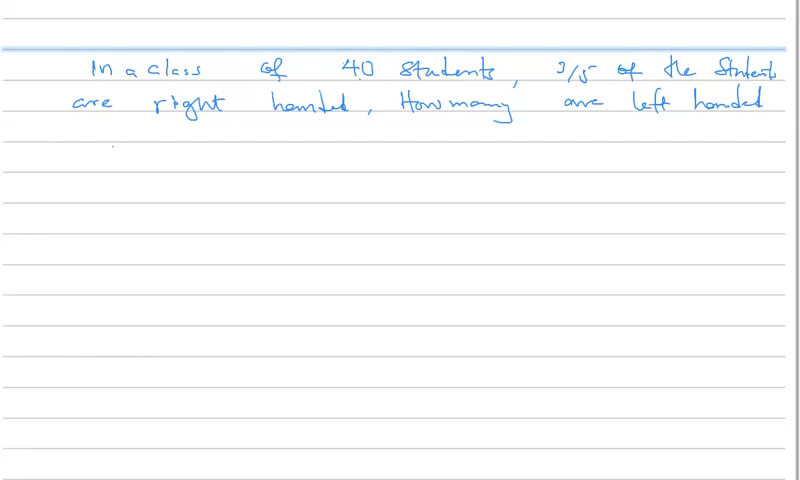 In a class of 40 students, 3/5 of the students
are right handed, How many are left handed